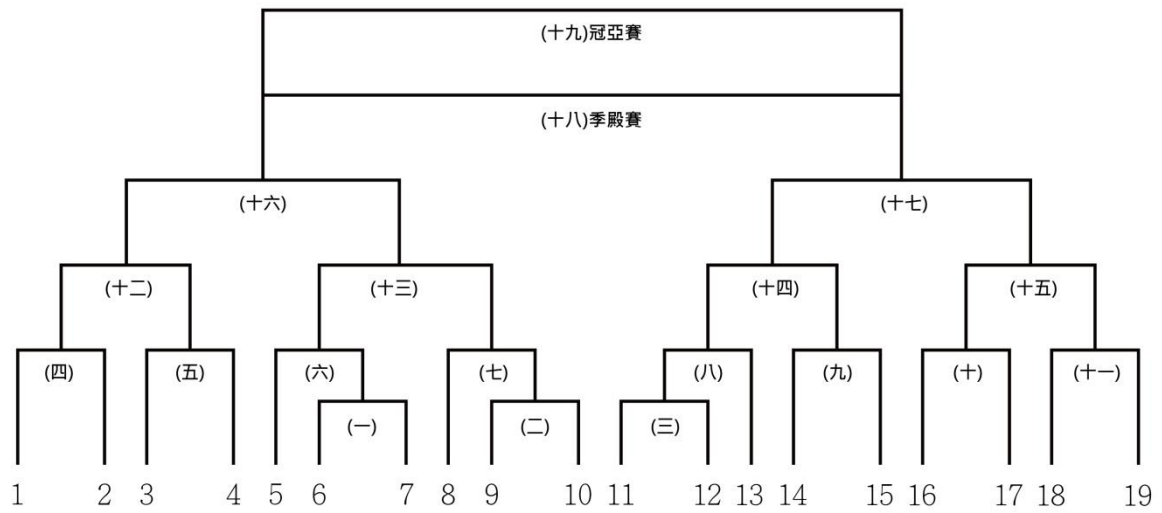 (十九)冠亞賽
(十八)季殿賽
(十六) (十七)
(十二) (十三) (十四) (十五)
(四) (五) (六) (七) (八) (九) (十) (十一)
(一) (二) (三)
1 2 3 4 5 6 7 8 9 10 11 12 13 14 15 16 17 18 19